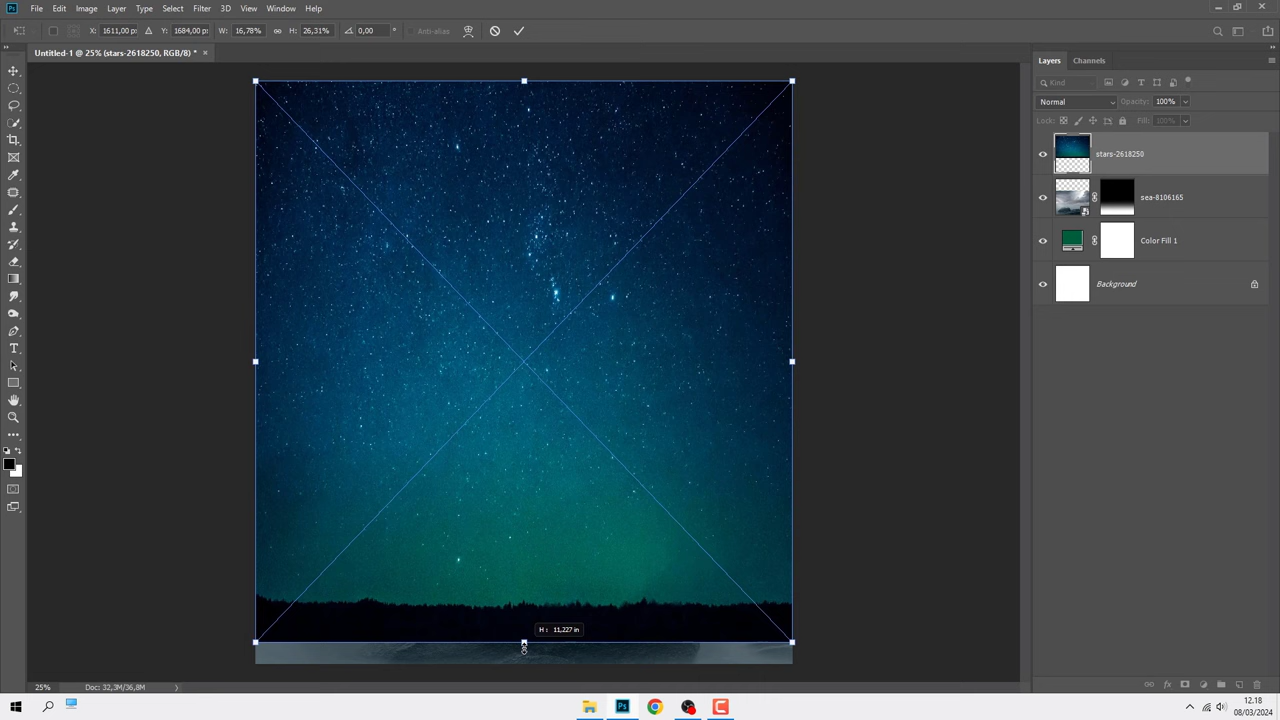 Ps File Edit Image Layer Type Select Filter 3D View Window Help
X: 1611,00 px Y: 1684,00 px W: 16,78% H: 26,31% 0,00 ° Anti-alias
Untitled-1 @ 25% (stars-2618250, RGB/8) * ×
Layers Channels
Kind
Normal Opacity: 100%
Lock: Fill: 100%
stars-2618250
sea-8106165
Color Fill 1
Background
H : 11,227 in
25% Doc: 32,3M/36,8M
Ps
12.18
08/03/2024